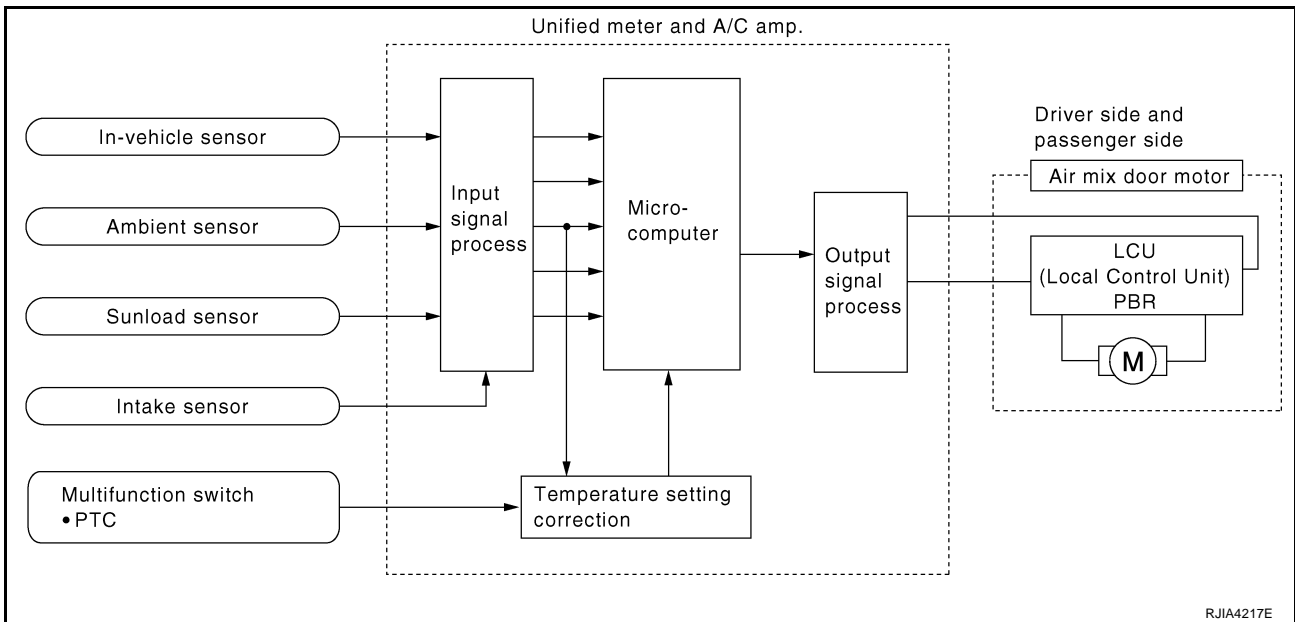 Unified meter and A/C amp.
In-vehicle sensor
Ambient sensor
Sunload sensor
Intake sensor
Multifunction switch
• PTC
Input
signal
process
Micro-
computer
Temperature setting
correction
Output
signal
process
Driver side and
passenger side
Air mix door motor
LCU
(Local Control Unit)
PBR
M
RJIA4217E